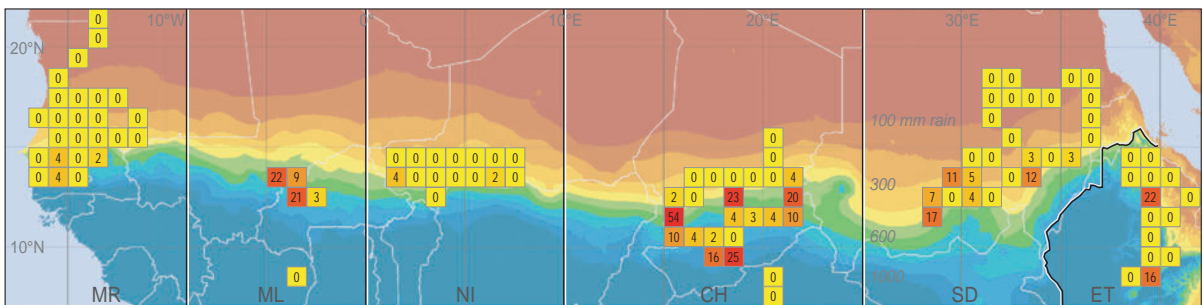 0 10°W 0° 10°E 20°E 30°E 40°E
0
20°N
0
0 0 0 0 0
0 0 0 0 0 0 0 0 0
0 0 0 0 0 100 mm rain 0 0
0 0 0 0 0 0 0 0
0 4 0 2 0 0 0 0 0 0 0 0 0 0 3 0 3 0 0
0 4 0 22 9 4 0 0 0 0 2 0 0 0 0 0 0 4 300 11 5 0 12 0 0
21 3 0 2 0 23 20 7 0 4 0 22 0
54 4 3 4 10 17 0 0
10 4 2 0 600 0 0
10°N
16 25 0 0
0 0 1000 0 16
MR ML NI CH 0 SD ET